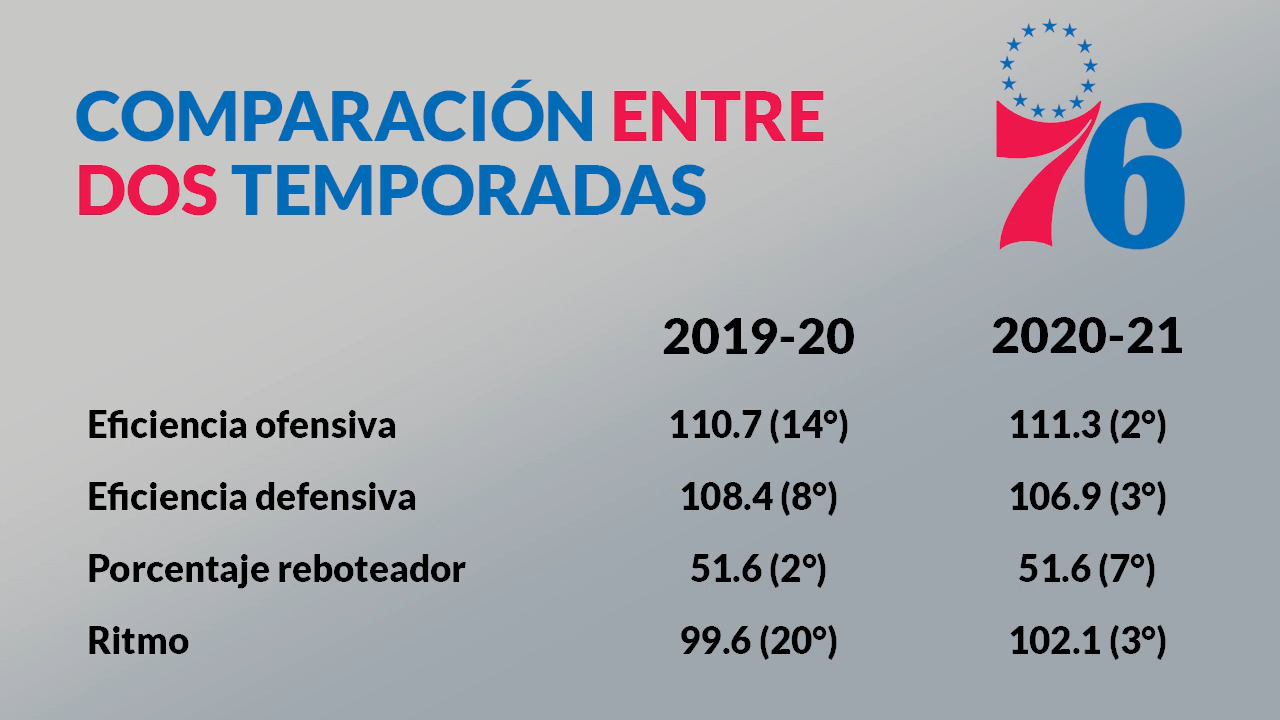 COMPARACIÓN ENTRE
DOS TEMPORADAS
76
2019-20 2020-21
Eficiencia ofensiva 110.7 (14°) 111.3 (2°)
Eficiencia defensiva 108.4 (8°) 106.9 (3°)
Porcentaje reboteador 51.6 (2°) 51.6 (7°)
Ritmo 99.6 (20°) 102.1 (3°)